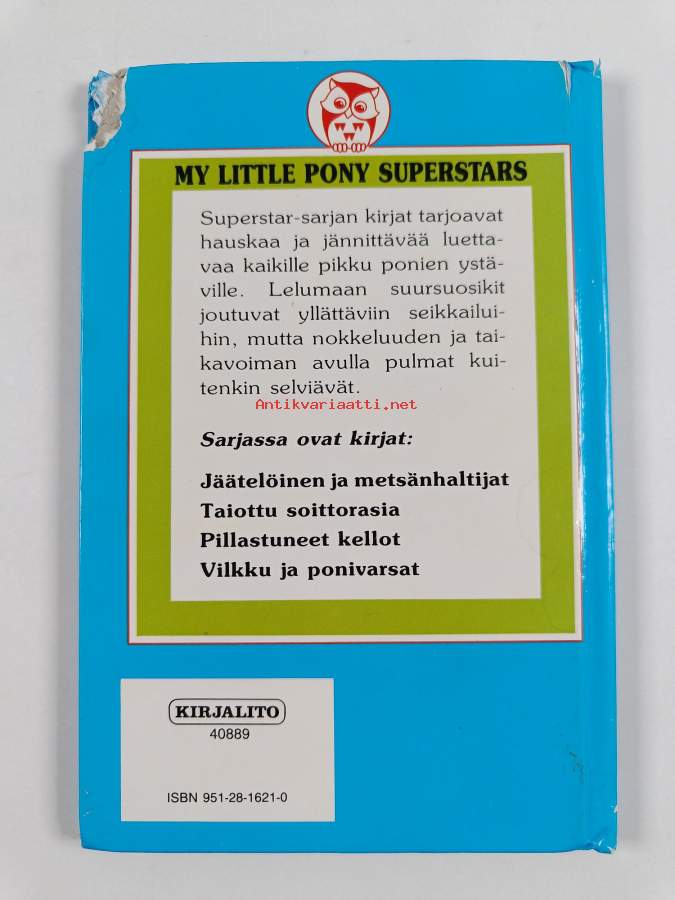 MY LITTLE PONY SUPERSTARS
Superstar-sarjan kirjat tarjoavat
hauskaa ja jännittävää luetta-
vaa kaikille pikku ponien ystä-
ville. Lelumaan suursuosikit
joutuvat yllättäviin seikkailui-
hin, mutta nokkeluuden ja tai-
kavoiman avulla pulmat kui-
tenkin selviävät.
Antikvariaatti.net
Sarjassa ovat kirjat:
Jäätelöinen ja metsänhaltijat
Taiottu soittorasia
Pillastuneet kellot
Vilkku ja ponivarsat
KIRJALITO
40889
ISBN 951-28-1621-0